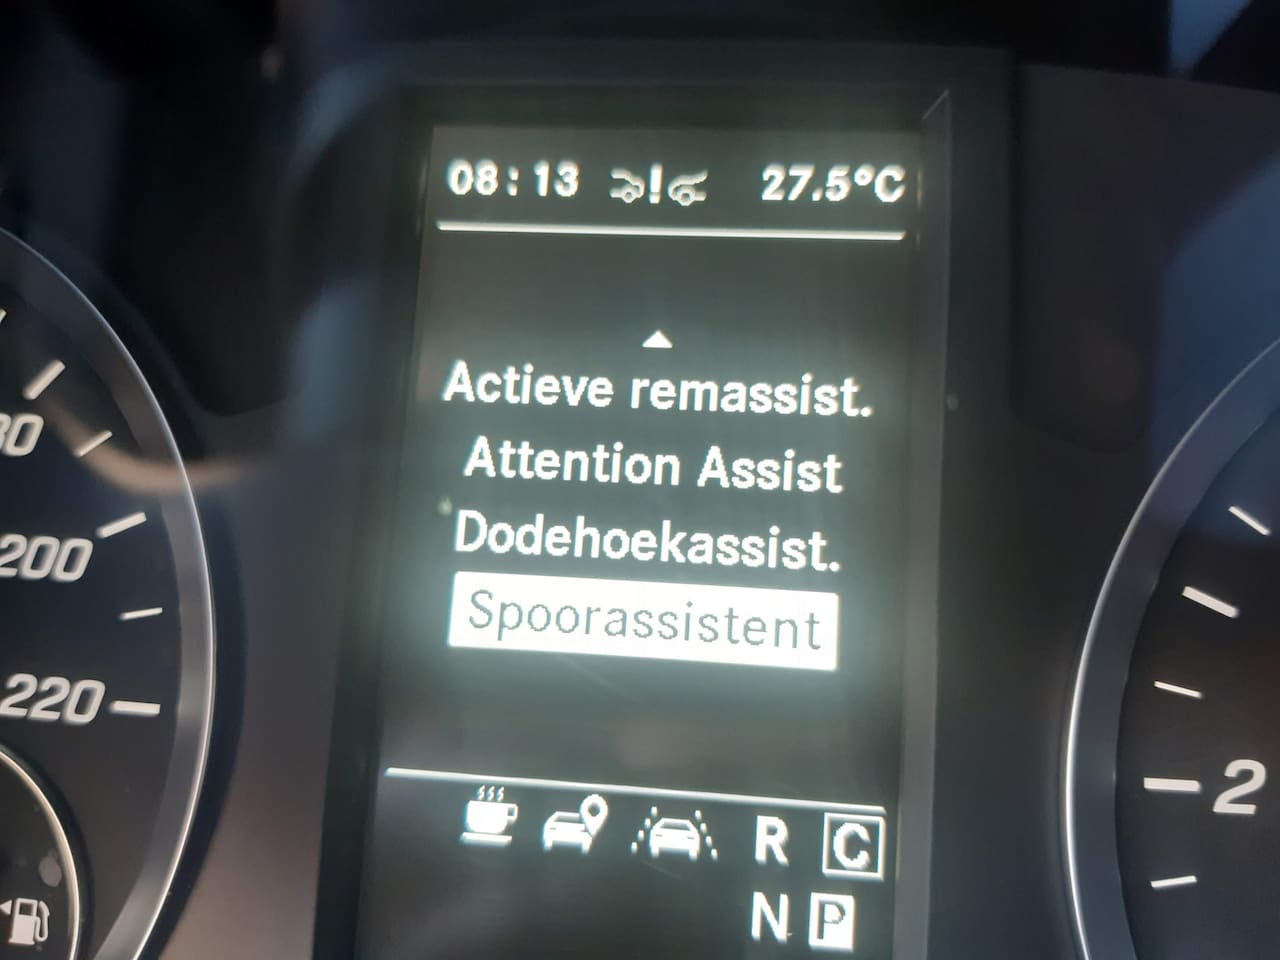 08:13 27.5°C
Actieve remassist.
Attention Assist
Dodehoekassist.
Spoorassistent
200
220
R C
N P
2